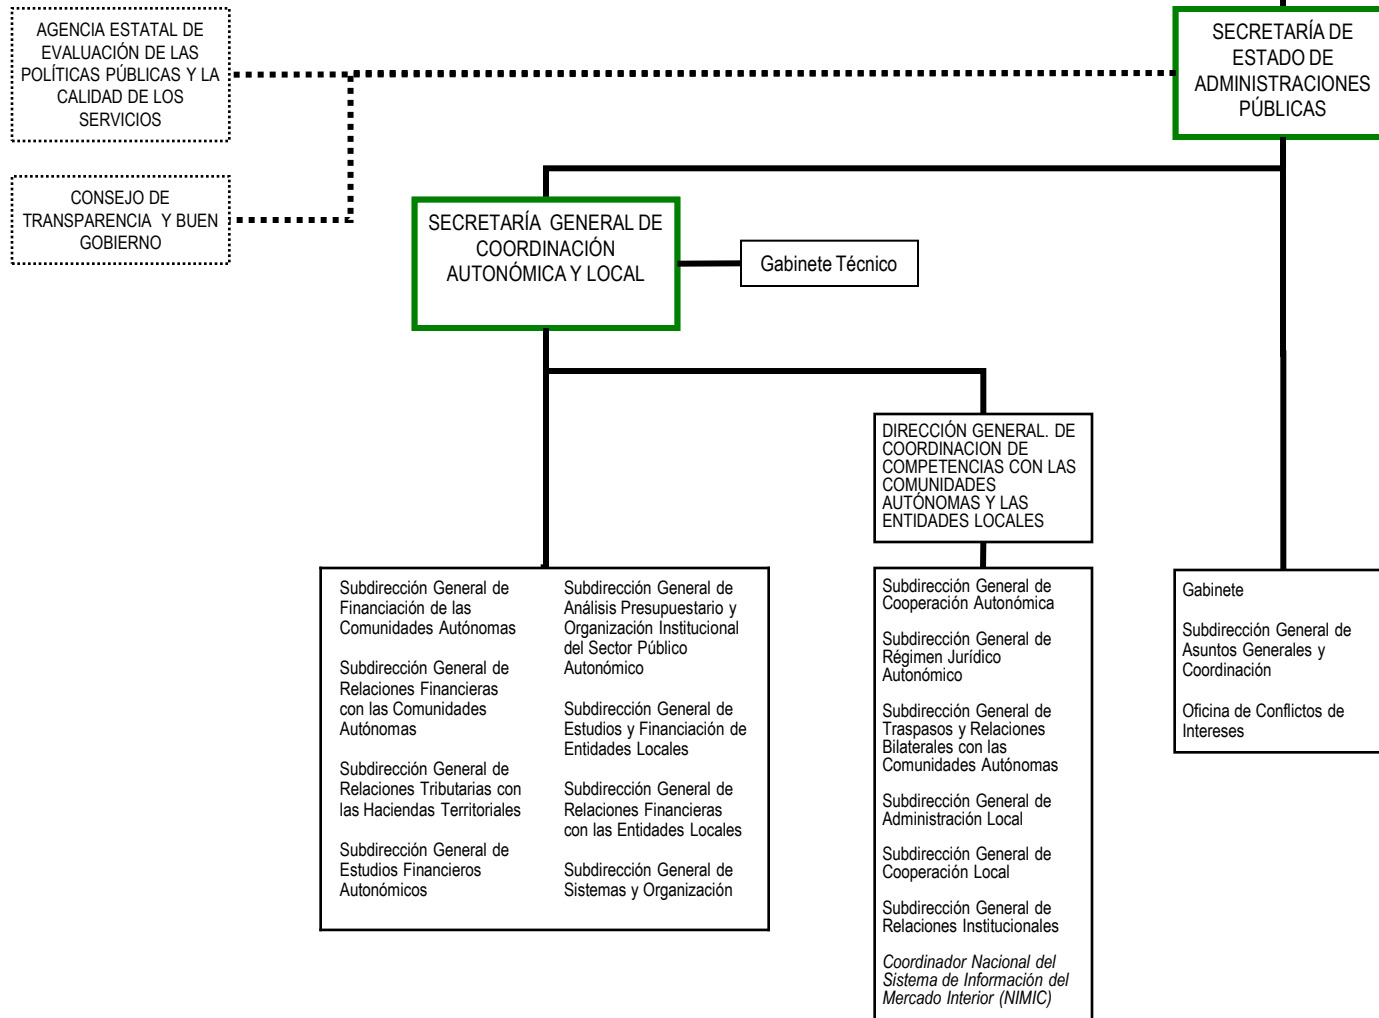 AGENCIA ESTATAL DE
EVALUACIÓN DE LAS
POLÍTICAS PÚBLICAS Y LA
CALIDAD DE LOS
SERVICIOS
SECRETARÍA DE
ESTADO DE
ADMINISTRACIONES
PÚBLICAS
CONSEJO DE
TRANSPARENCIA Y BUEN
GOBIERNO
SECRETARÍA GENERAL DE
COORDINACIÓN
AUTONÓMICA Y LOCAL
Gabinete Técnico
DIRECCIÓN GENERAL. DE
COORDINACION DE
COMPETENCIAS CON LAS
COMUNIDADES
AUTÓNOMAS Y LAS
ENTIDADES LOCALES
Subdirección General de
Financiación de las
Comunidades Autónomas
Subdirección General de
Relaciones Financieras
con las Comunidades
Autónomas
Subdirección General de
Relaciones Tributarias con
las Haciendas Territoriales
Subdirección General de
Estudios Financieros
Autonómicos
Subdirección General de
Análisis Presupuestario y
Organización Institucional
del Sector Público
Autonómico
Subdirección General de
Estudios y Financiación de
Entidades Locales
Subdirección General de
Relaciones Financieras
con las Entidades Locales
Subdirección General de
Sistemas y Organización
Subdirección General de
Cooperación Autonómica
Subdirección General de
Régimen Jurídico
Autonómico
Subdirección General de
Traspasos y Relaciones
Bilaterales con las
Comunidades Autónomas
Subdirección General de
Administración Local
Subdirección General de
Cooperación Local
Subdirección General de
Relaciones Institucionales
Coordinador Nacional del
Sistema de Información del
Mercado Interior (NIMIC)
Gabinete
Subdirección General de
Asuntos Generales y
Coordinación
Oficina de Conflictos de
Intereses